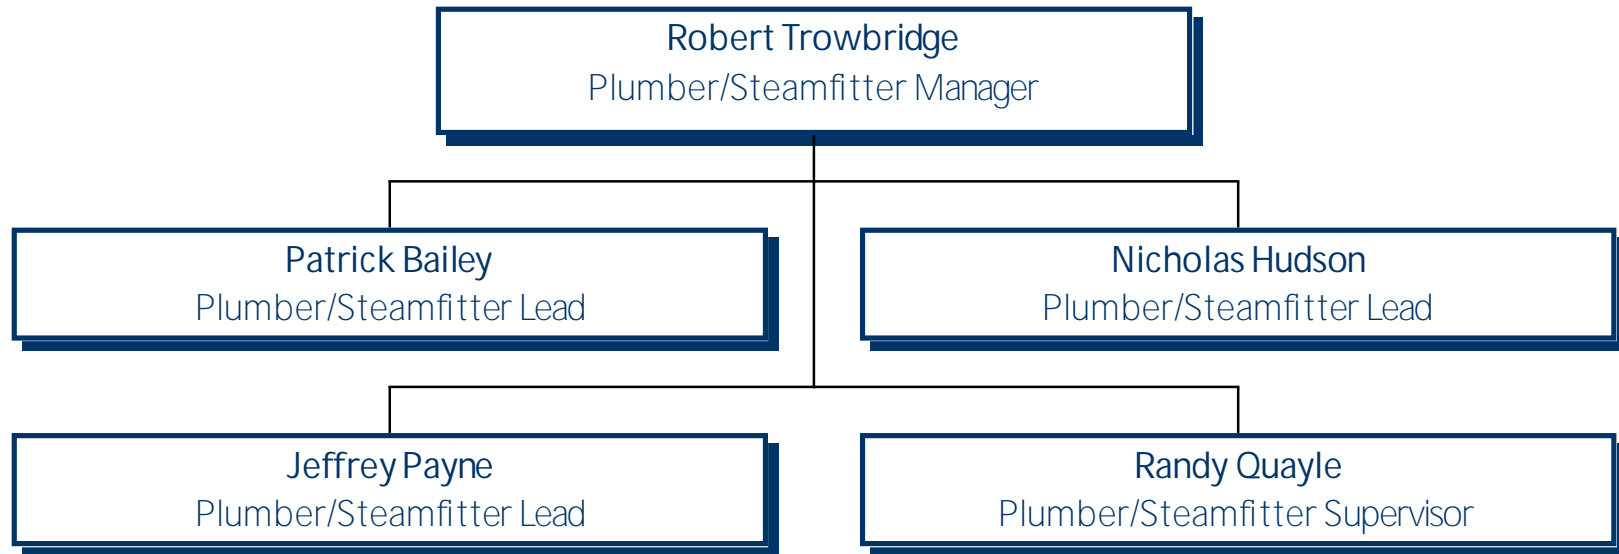 Robert Trowbridge
Plumber/Steamfitter Manager
Patrick Bailey
Plumber/Steamfitter Lead
Nicholas Hudson
Plumber/Steamfitter Lead
Jeffrey Payne
Plumber/Steamfitter Lead
Randy Quayle
Plumber/Steamfitter Supervisor